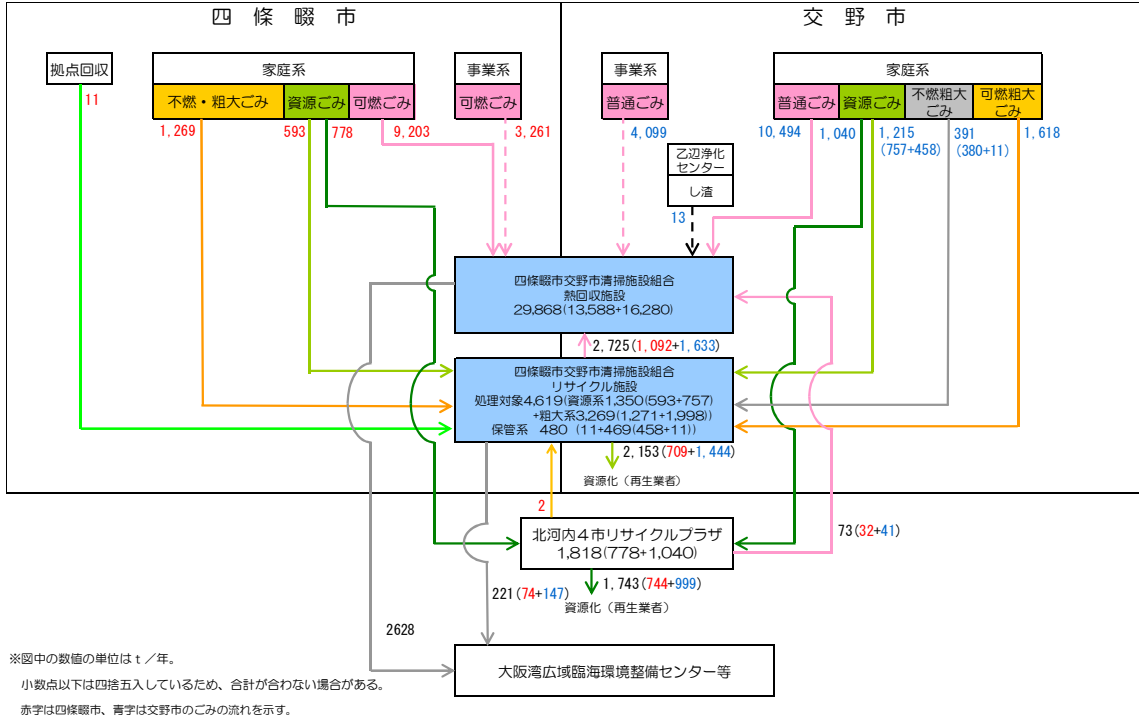 四　條　畷　市
交　野　市
拠点回収
家庭系
事業系
事業系
家庭系
不燃・粗大ごみ
資源ごみ
可燃ごみ
可燃ごみ
普通ごみ
普通ごみ
資源ごみ
不燃粗大
ごみ
可燃粗大
ごみ
11
1,269
593
778
9,203
3,261
4,099
10,494
1,040
1,215
(757+458)
391
(380+11)
1,618
乙辺浄化
センター
し渣
13
四條畷市交野市清掃施設組合
熱回収施設
29,868(13,588+16,280)
2,725(1,092+1,633)
四條畷市交野市清掃施設組合
リサイクル施設
処理対象4,619(資源系1,350(593+757)
+粗大系3,269(1,271+1,998))
保管系　480　(11+469(458+11))
2,153(709+1,444)
資源化（再生業者）
2
北河内４市リサイクルプラザ
1,818(778+1,040)
73(32+41)
221(74+147)
1,743(744+999)
資源化（再生業者）
2628
大阪湾広域臨海環境整備センター等
※図中の数値の単位はｔ／年。
小数点以下は四捨五入しているため、合計が合わない場合がある。
赤字は四條畷市、青字は交野市のごみの流れを示す。